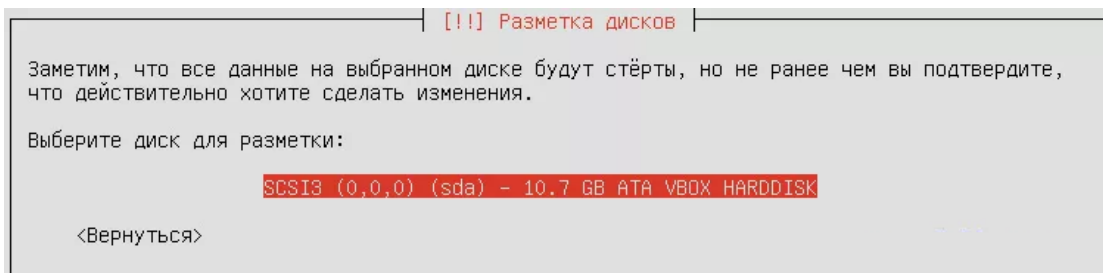 [!!] Разметка дисков
Заметим, что все данные на выбранном диске будут стёрты, но не ранее чем вы подтвердите,
что действительно хотите сделать изменения.
Выберите диск для разметки:
SCSI3 (0,0,0) (sda) - 10.7 GB ATA VBOX HARDDISK
<Вернуться>